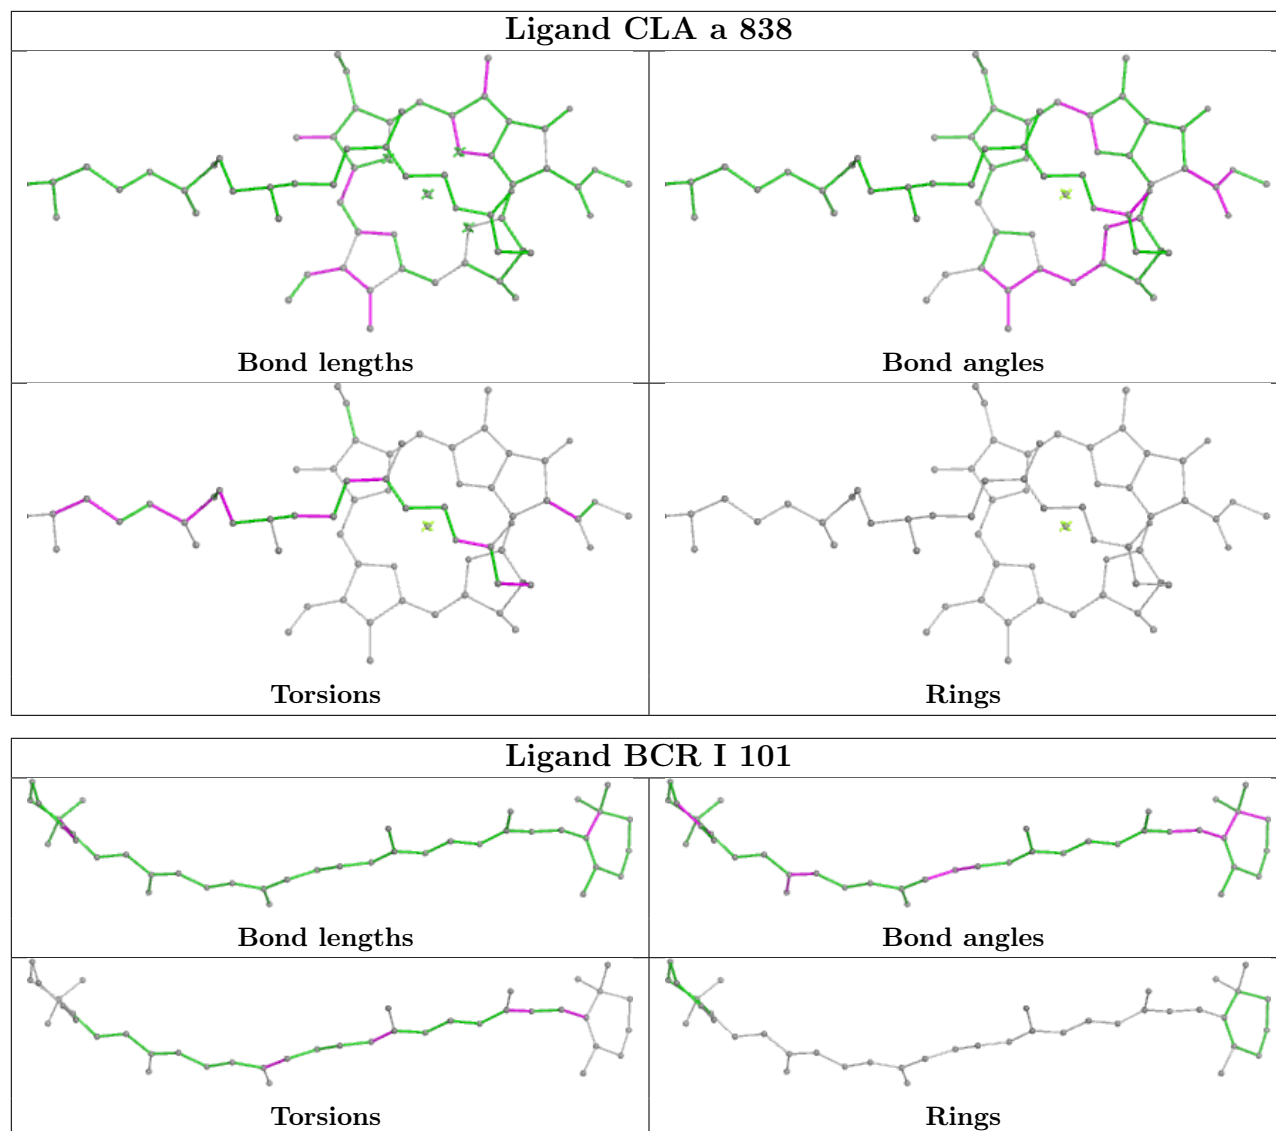 Ligand CLA a 838
Bond lengths
Bond angles
Torsions
Rings
Ligand BCR I 101
Bond lengths
Bond angles
Torsions
Rings